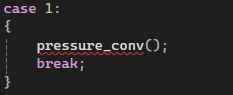 case 1:
{
pressure_conv();
break;
}